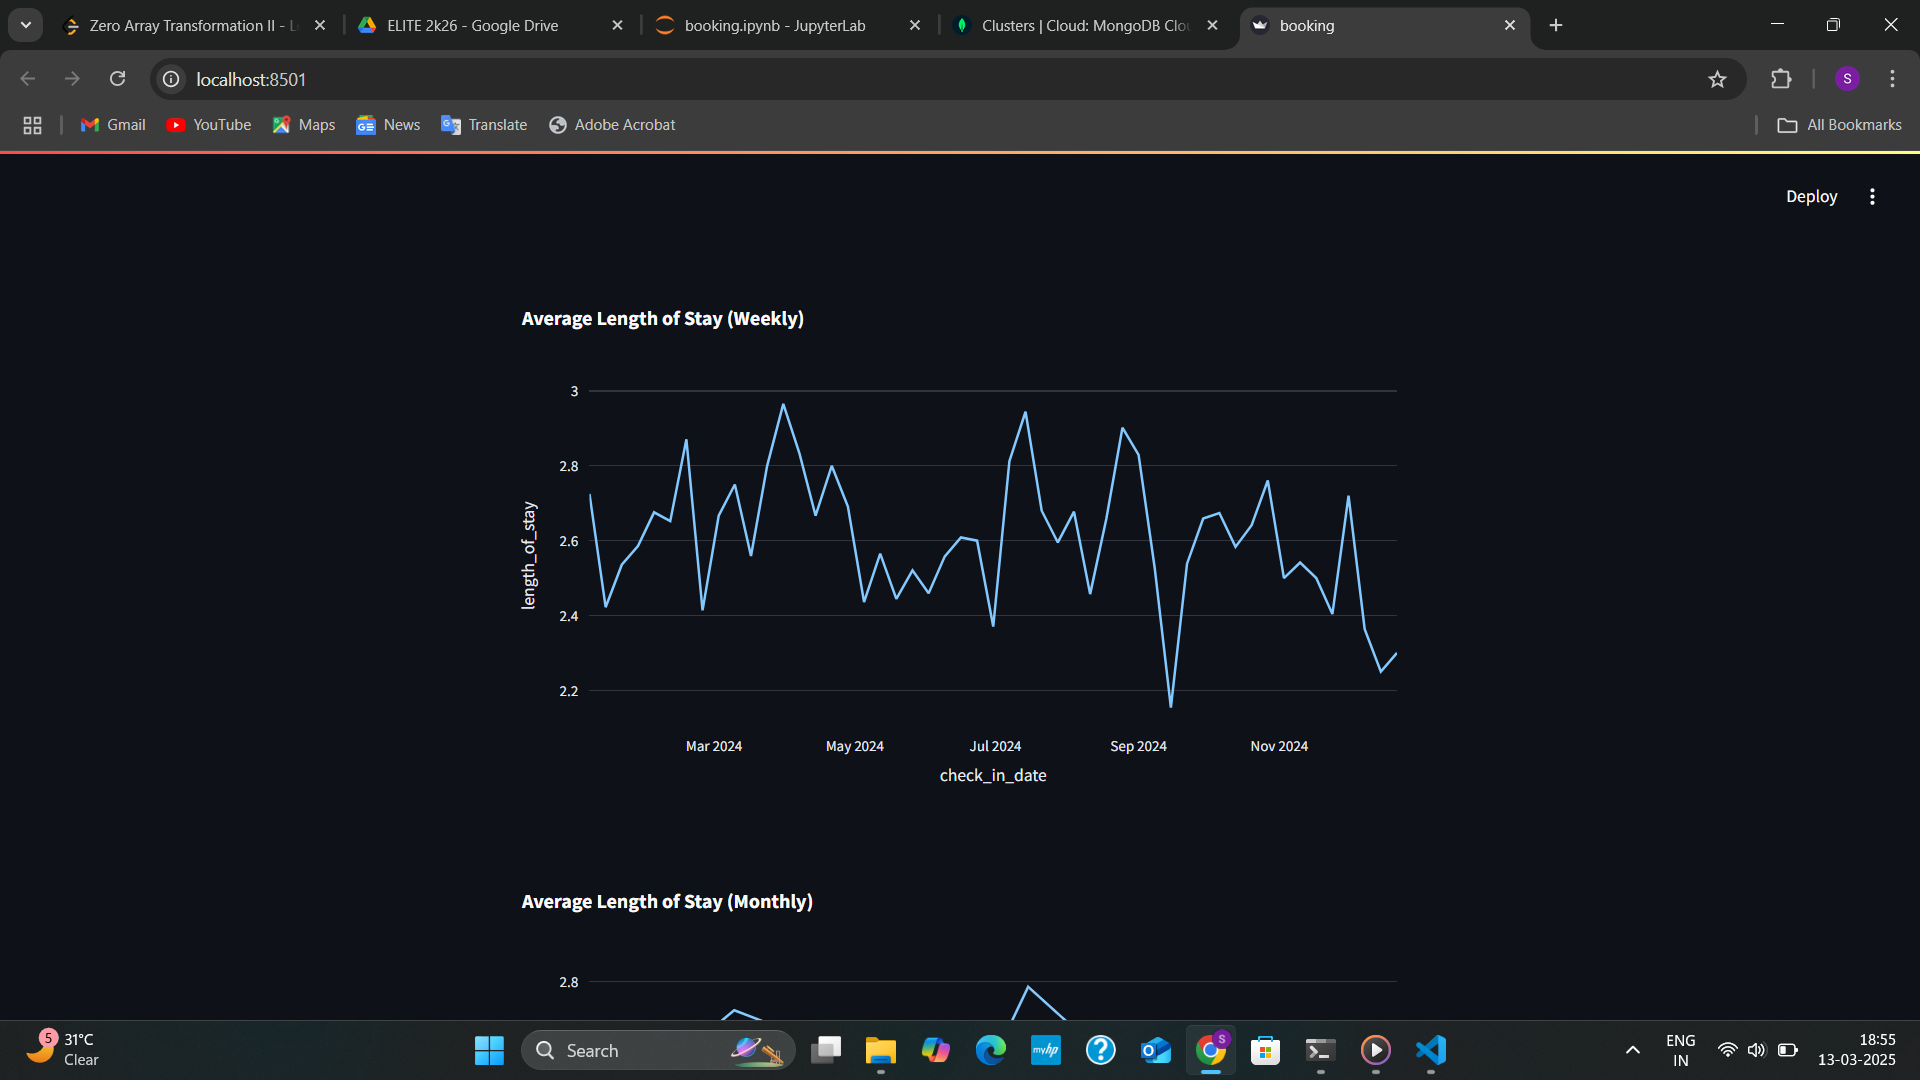 Zero Array Transformation II - L
ELITE 2k26 - Google Drive
booking.ipynb - JupyterLab
Clusters | Cloud: MongoDB Clou
booking
localhost:8501
S
Gmail
YouTube
Maps
News
Translate
Adobe Acrobat
All Bookmarks
Deploy
Average Length of Stay (Weekly)
3
2.8
2.6
2.4
2.2
length_of_stay
Mar 2024 May 2024 Jul 2024 Sep 2024 Nov 2024
check_in_date
Average Length of Stay (Monthly)
2.8
5
31°C
Clear
Search
myhp
S
ENG
IN
18:55
13-03-2025